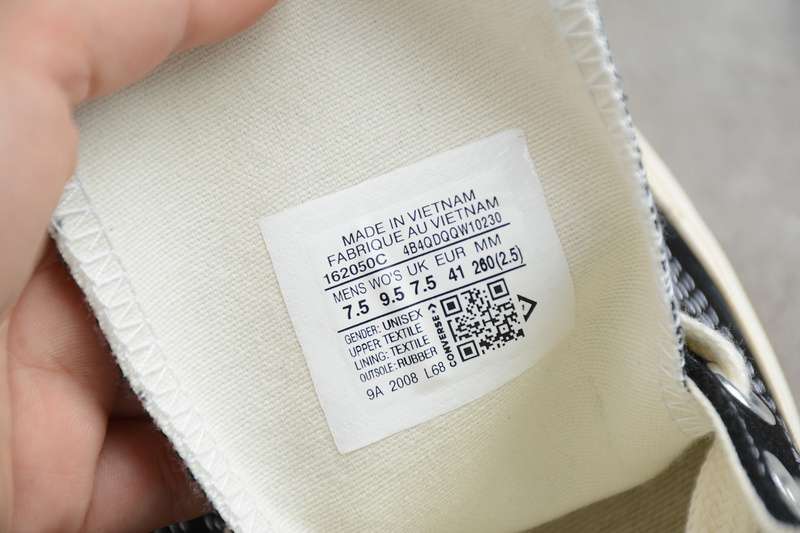 MADE IN VIETNAM
FABRIQUE AU VIETNAM
162050C 4B4QDQQW10230
MENS WO'S UK EUR MM
7.5 9.5 7.5 41 260(2.5)
GENDER: UNISEX
UPPER: TEXTILE
LINING: TEXTILE
OUTSOLE: RUBBER
9A 2008 L68
CONVERSE